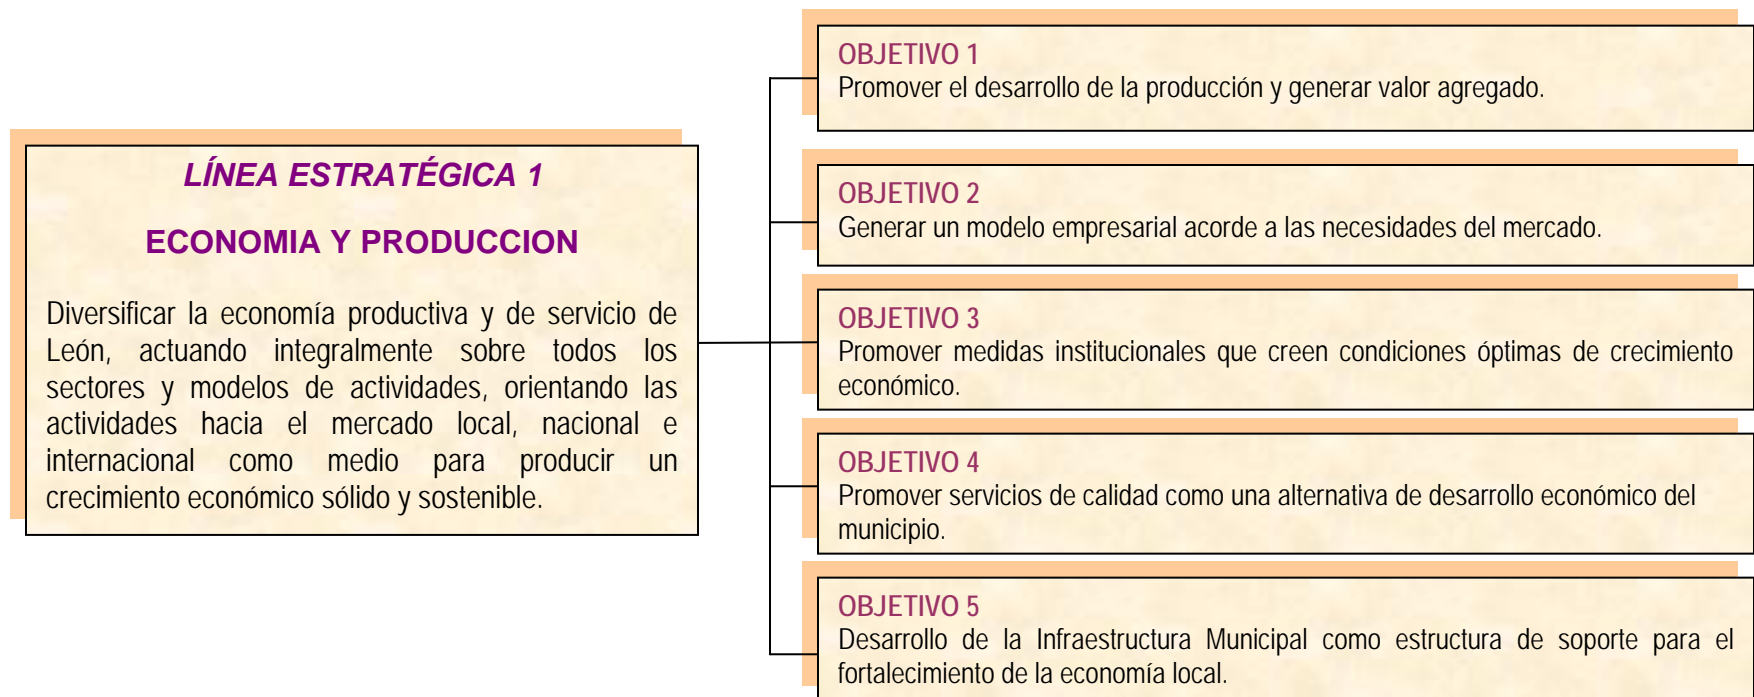 LÍNEA ESTRATÉGICA 1
ECONOMIA Y PRODUCCION
Diversificar la economía productiva y de servicio de
León, actuando integralmente sobre todos los
sectores y modelos de actividades, orientando las
actividades hacia el mercado local, nacional e
internacional como medio para producir un
crecimiento económico sólido y sostenible.
OBJETIVO 1
Promover el desarrollo de la producción y generar valor agregado.
OBJETIVO 2
Generar un modelo empresarial acorde a las necesidades del mercado.
OBJETIVO 3
Promover medidas institucionales que creen condiciones óptimas de crecimiento
económico.
OBJETIVO 4
Promover servicios de calidad como una alternativa de desarrollo económico del
municipio.
OBJETIVO 5
Desarrollo de la Infraestructura Municipal como estructura de soporte para el
fortalecimiento de la economía local.